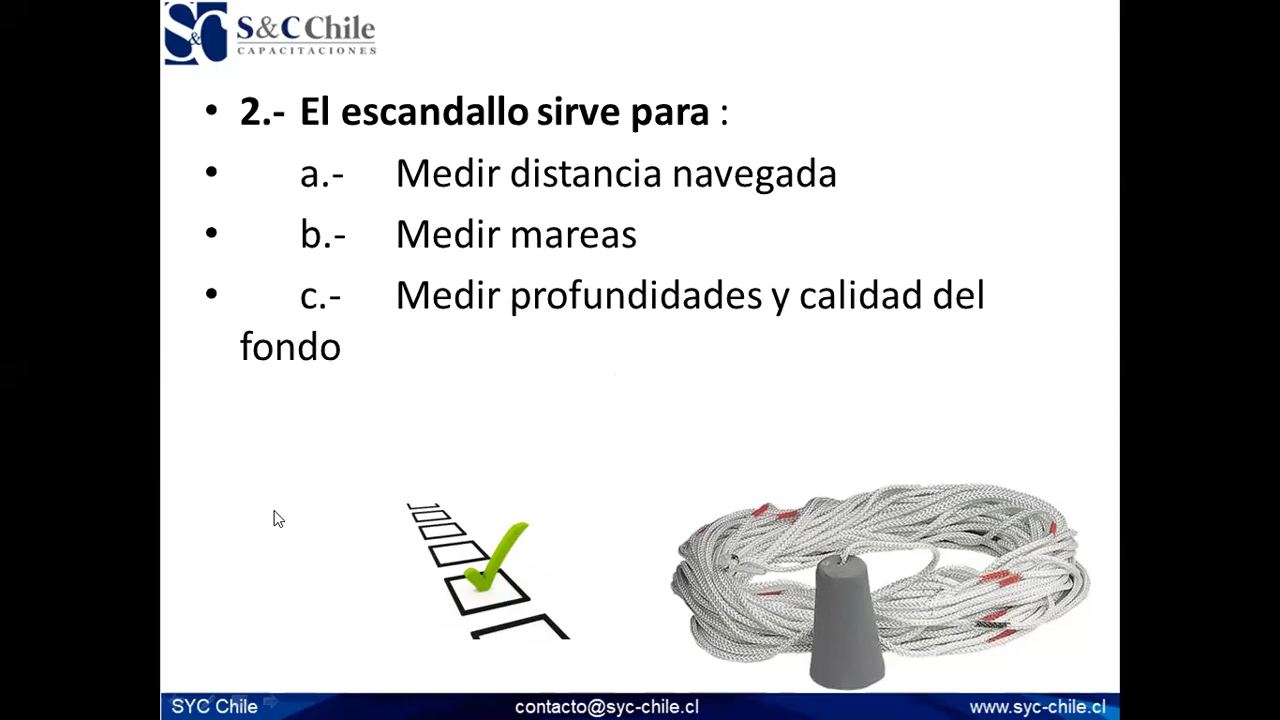 S&C Chile
CAPACITACIONES
• 2.- El escandallo sirve para :
• a.- Medir distancia navegada
• b.- Medir mareas
• c.- Medir profundidades y calidad del
fondo
SYC Chile contacto@syc-chile.cl www.syc-chile.cl